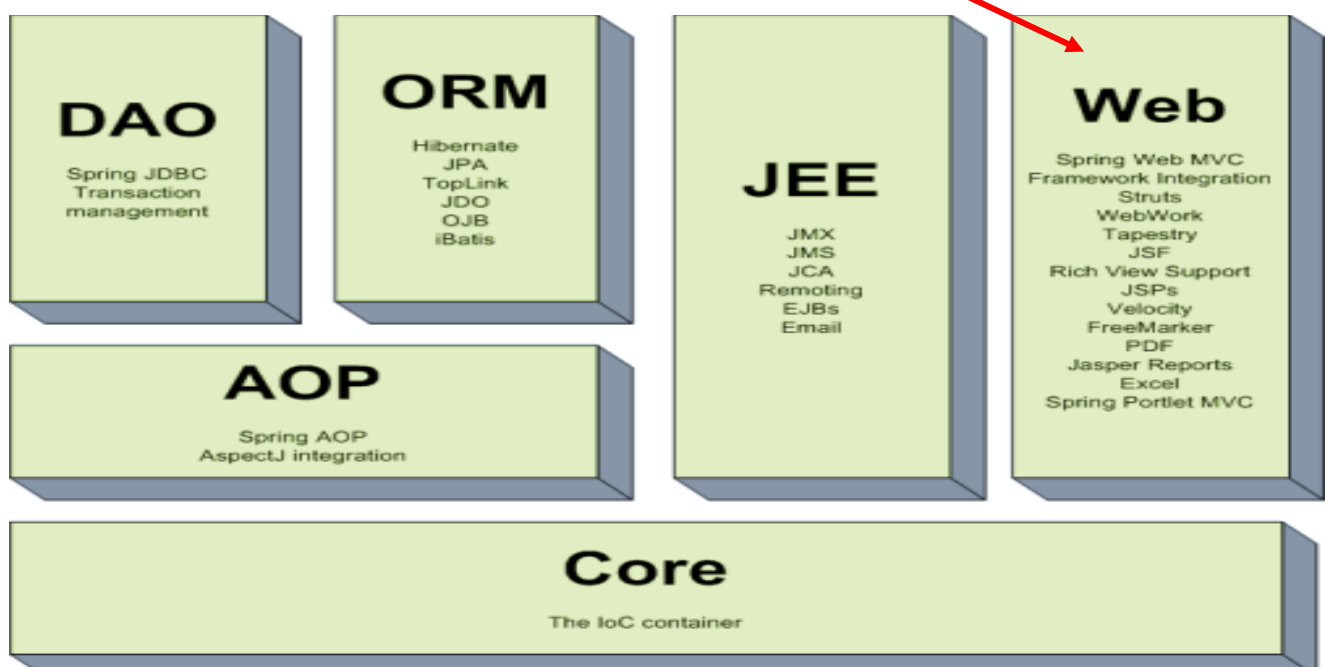 DAO
Spring JDBC
Transaction
management
ORM
Hibernate
JPA
TopLink
JDO
OJB
iBatis
JEE
JMX
JMS
JCA
Remoting
EJBs
Email
Web
Spring Web MVC
Framework Integration
Struts
WebWork
Tapestry
JSF
Rich View Support
JSPs
Velocity
FreeMarker
PDF
Jasper Reports
Excel
Spring Portlet MVC
AOP
Spring AOP
AspectJ integration
Core
The IoC container